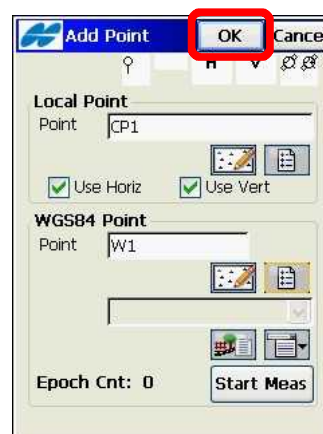 Add Point OK Cance
H V
Local Point
Point CP1
Use Horiz Use Vert
WGS84 Point
Point W1
Epoch Cnt: 0 Start Meas